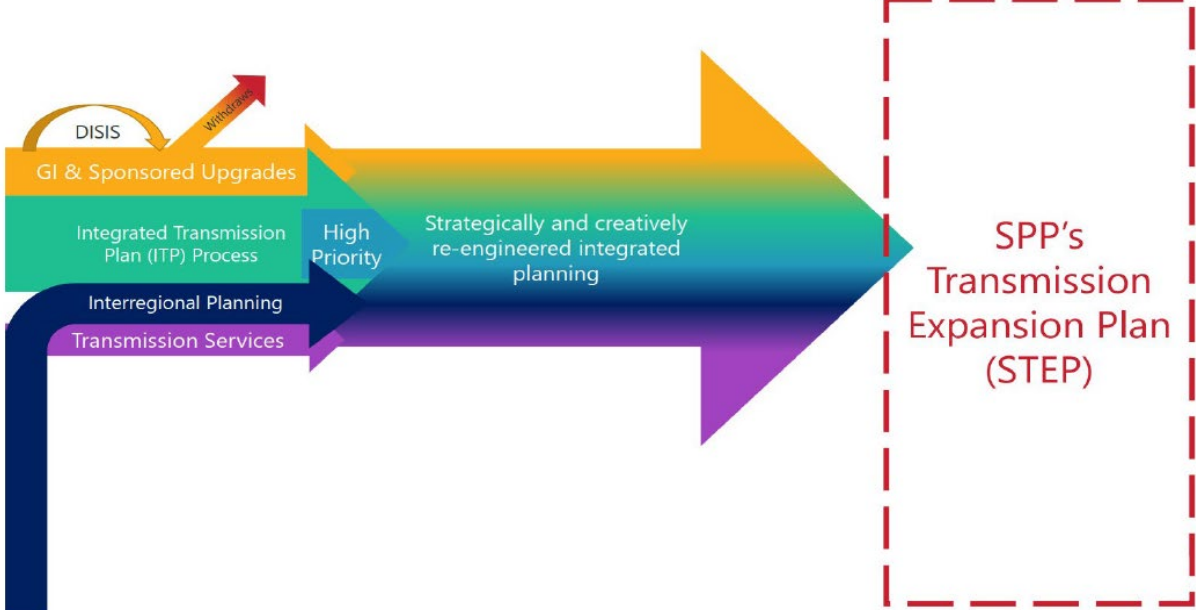 DISIS
Withdraws
GI & Sponsored Upgrades
Integrated Transmission
Plan (ITP) Process
High
Priority
Interregional Planning
Transmission Services
Strategically and creatively
re-engineered integrated
planning
SPP's
Transmission
Expansion Plan
(STEP)